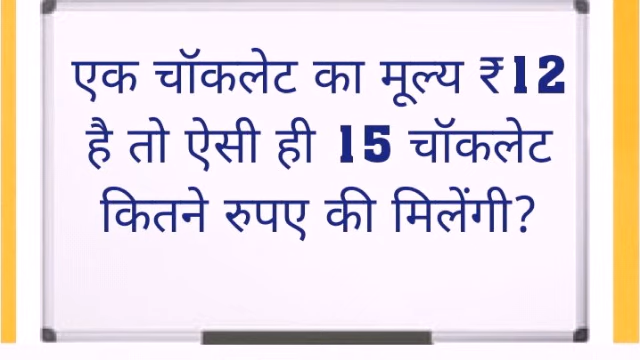 एक चॉकलेट का मूल्य ₹12
है तो ऐसी ही 15 चॉकलेट
कितने रुपए की मिलेंगी?